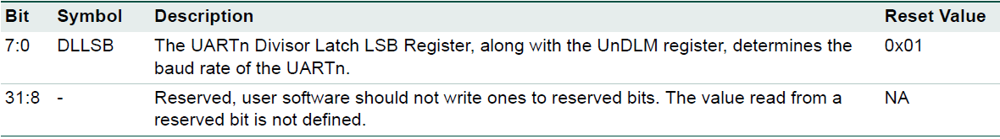 Bit Symbol Description Reset Value
7:0 DLLSB The UARTn Divisor Latch LSB Register, along with the UnDLM register, determines the 0x01
baud rate of the UARTn.
31:8 - Reserved, user software should not write ones to reserved bits. The value read from a NA
reserved bit is not defined.